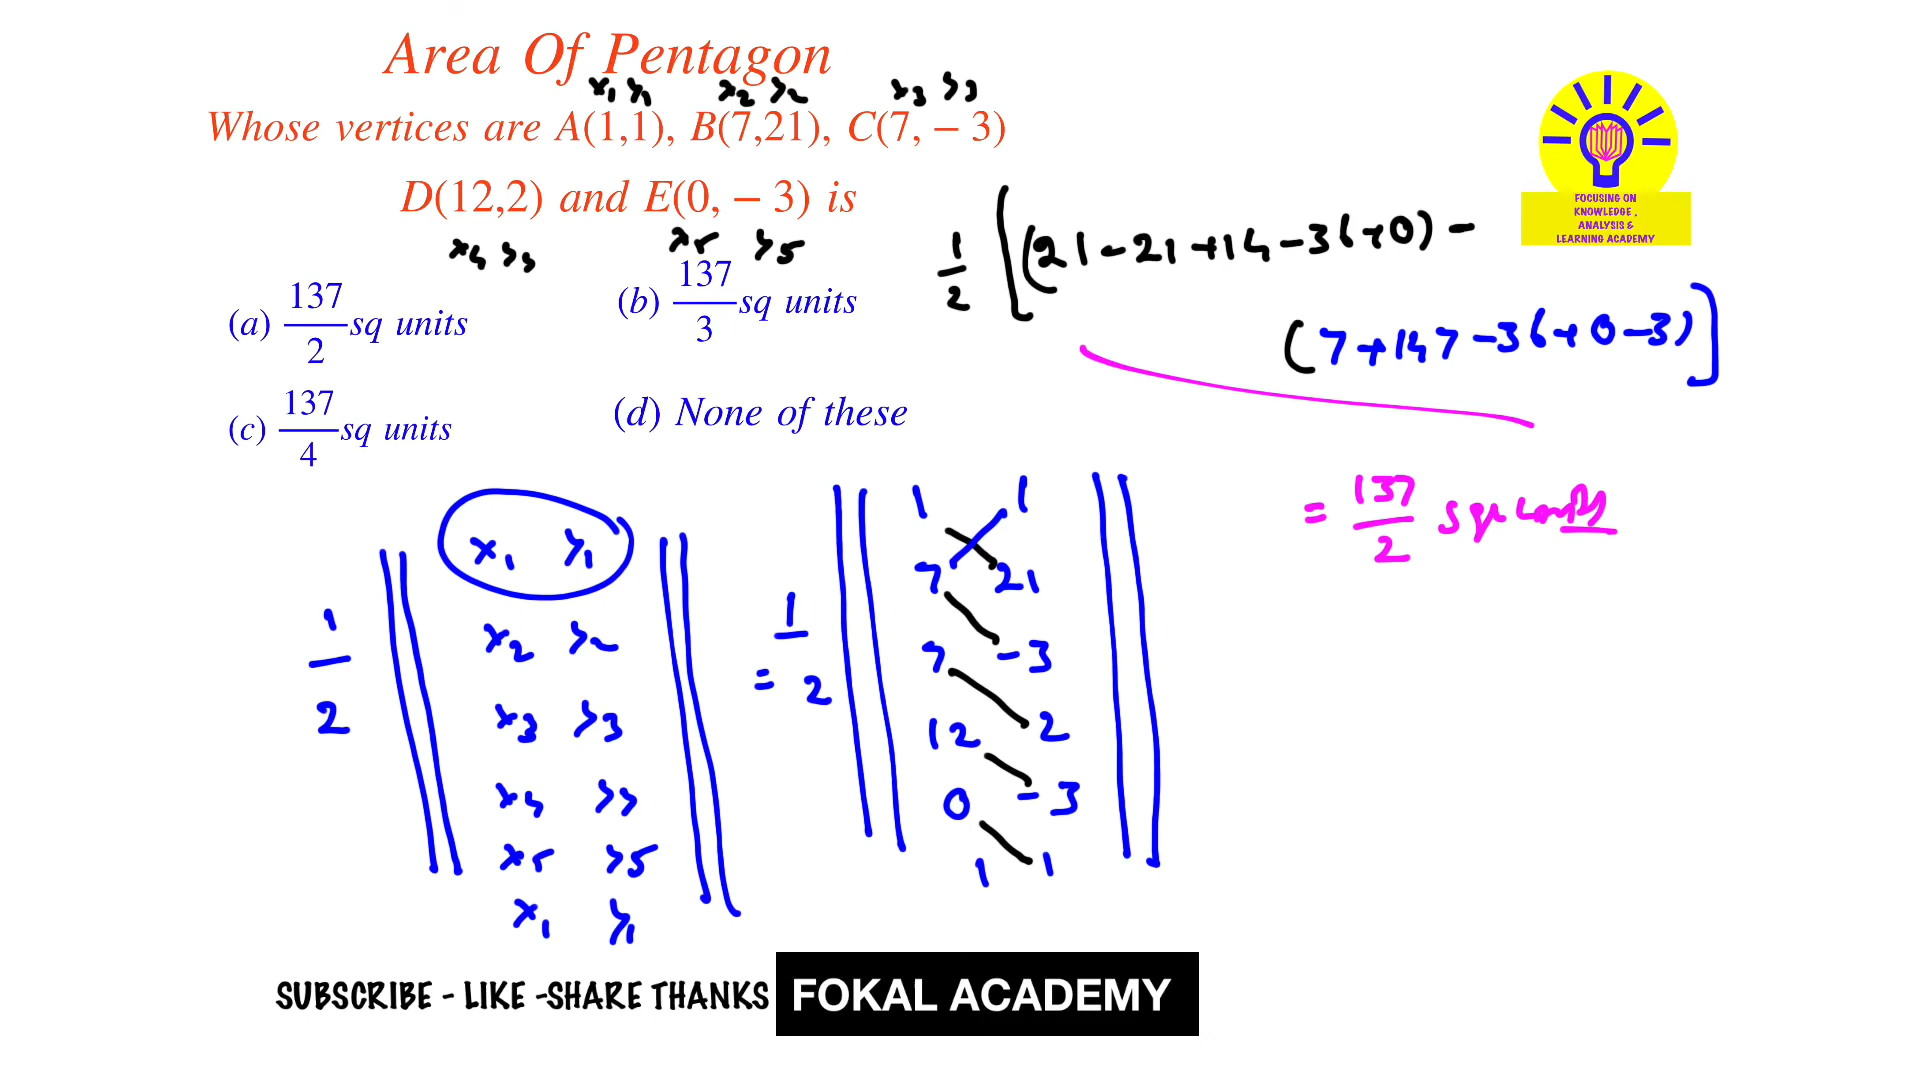 Area Of Pentagon
x₁ y₁ x₂ y₂ x₃ y₃
Whose vertices are A(1,1), B(7,21), C(7, – 3)
D(12,2) and E(0, – 3) is
x₄ y₄ x₅ y₅
(a) 137/2 sq units
(b) 137/3 sq units
(c) 137/4 sq units
(d) None of these
1/2 [(21-21+14-36+0) -
(7+147-36+0-3)]
= 137/2 sq units
1/2
x₁ y₁
x₂ y₂
x₃ y₃
x₄ y₄
x₅ y₅
x₁ y₁
= 1/2
1 1
7 21
7 -3
12 2
0 -3
1 1
FOCUSING ON
KNOWLEDGE ,
ANALYSIS &
LEARNING ACADEMY
SUBSCRIBE - LIKE -SHARE THANKS
FOKAL ACADEMY